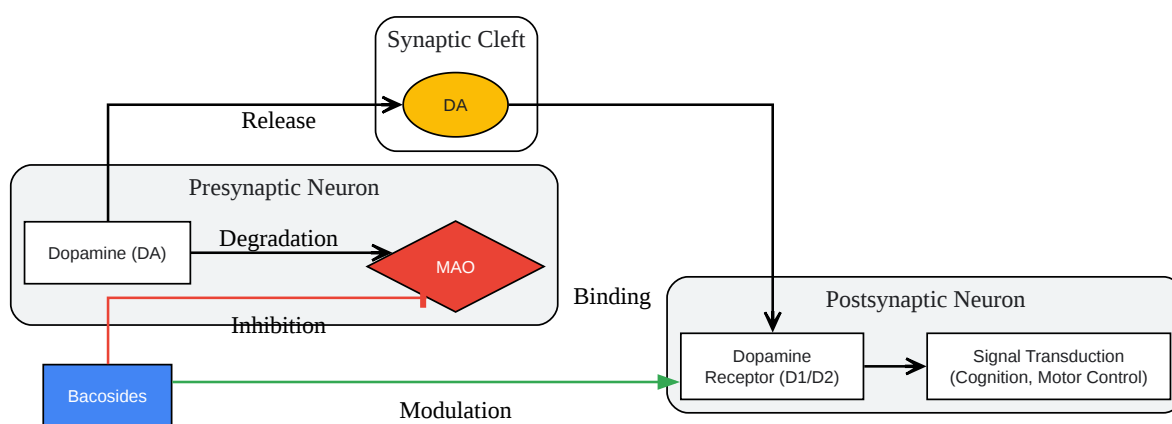 Synaptic Cleft
DA
Release
Presynaptic Neuron
Dopamine (DA)
Degradation
MAO
Inhibition
Binding
Postsynaptic Neuron
Dopamine
Receptor (D1/D2)
Signal Transduction
(Cognition, Motor Control)
Bacosides
Modulation